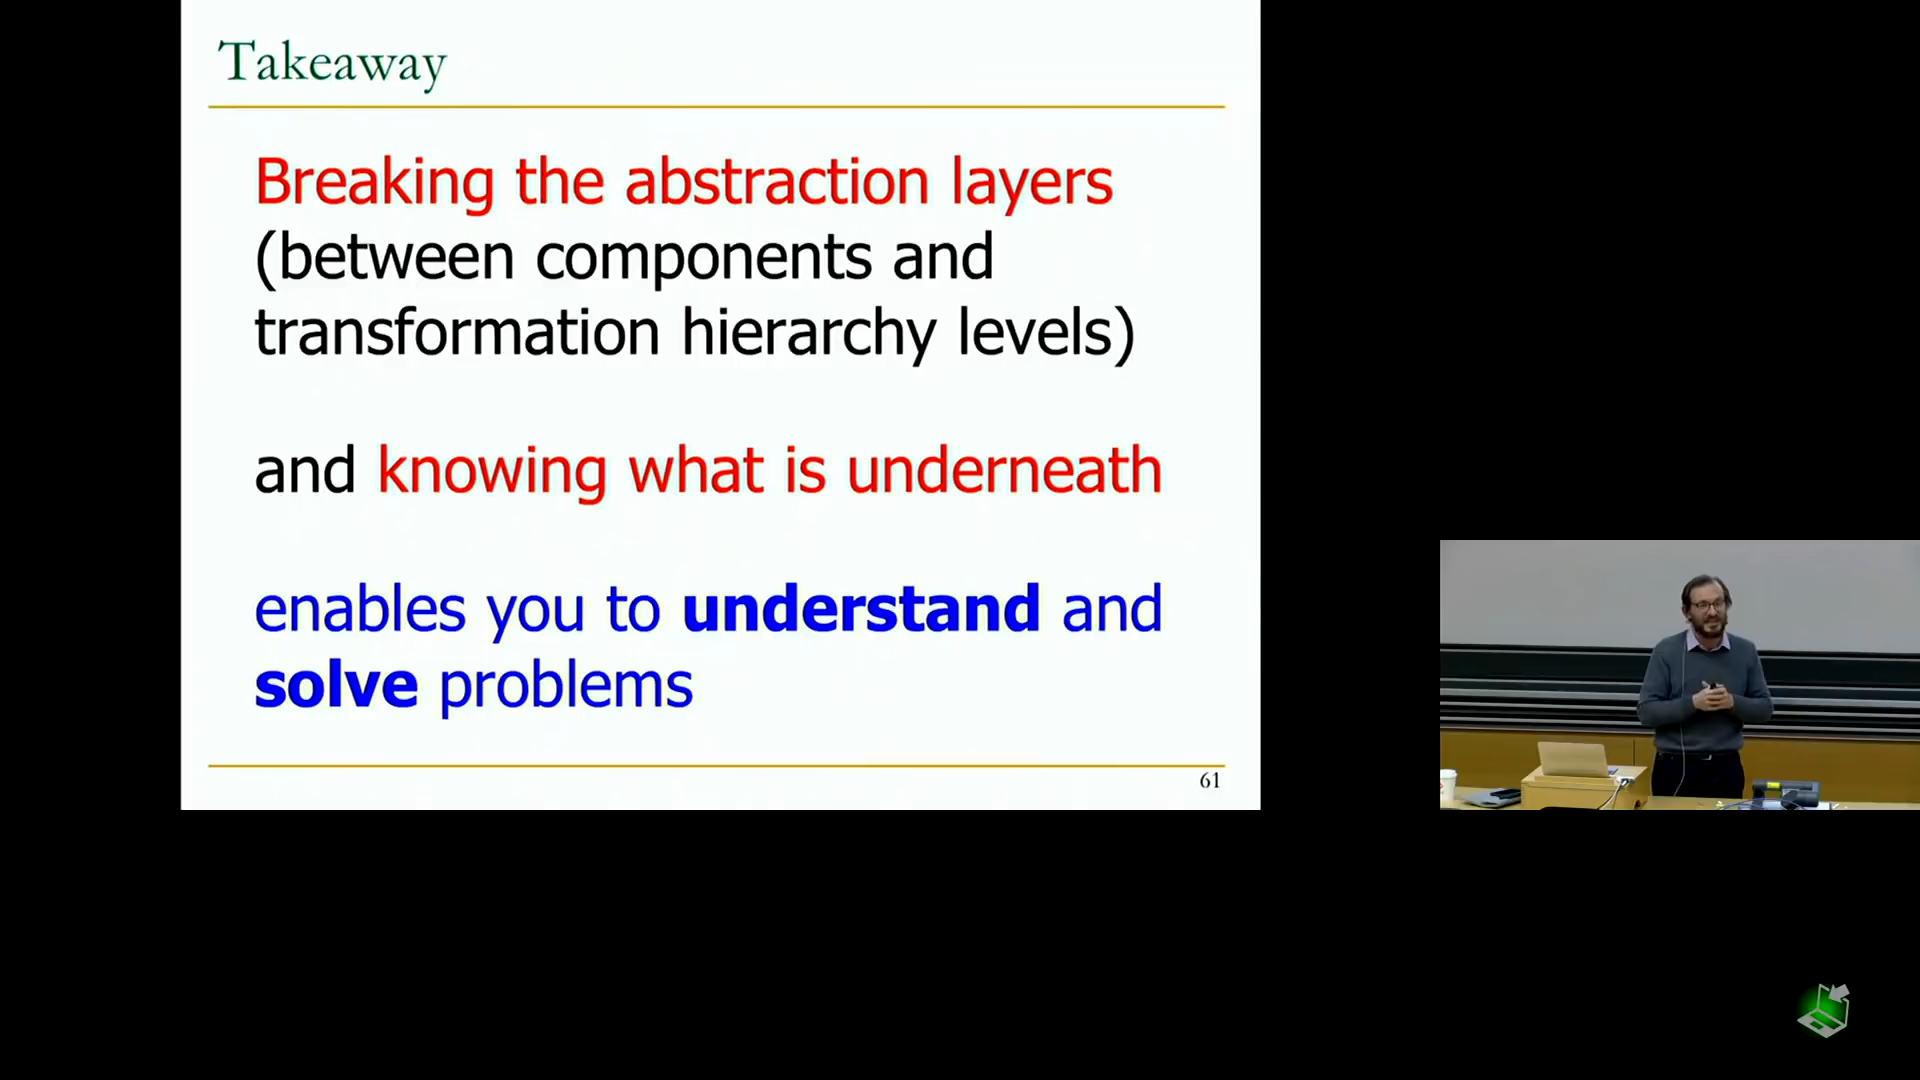 Takeaway
Breaking the abstraction layers
(between components and
transformation hierarchy levels)
and knowing what is underneath
enables you to understand and
solve problems
61